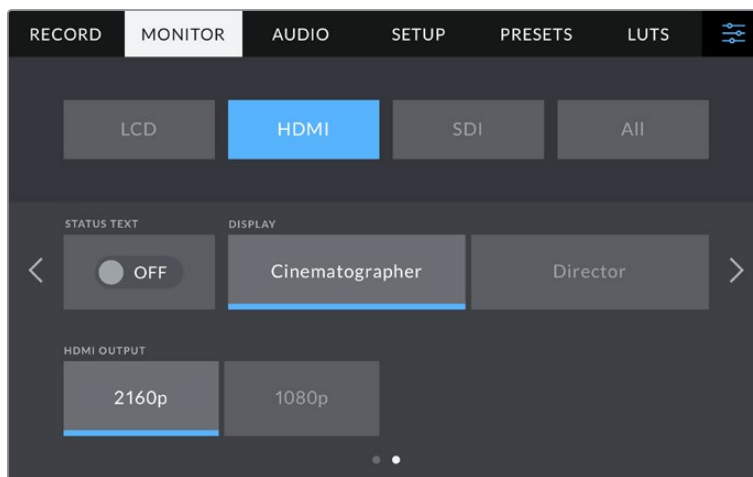 RECORD MONITOR AUDIO SETUP PRESETS LUTS
LCD HDMI SDI All
STATUS TEXT DISPLAY
OFF Cinematographer Director
HDMI OUTPUT
2160p 1080p